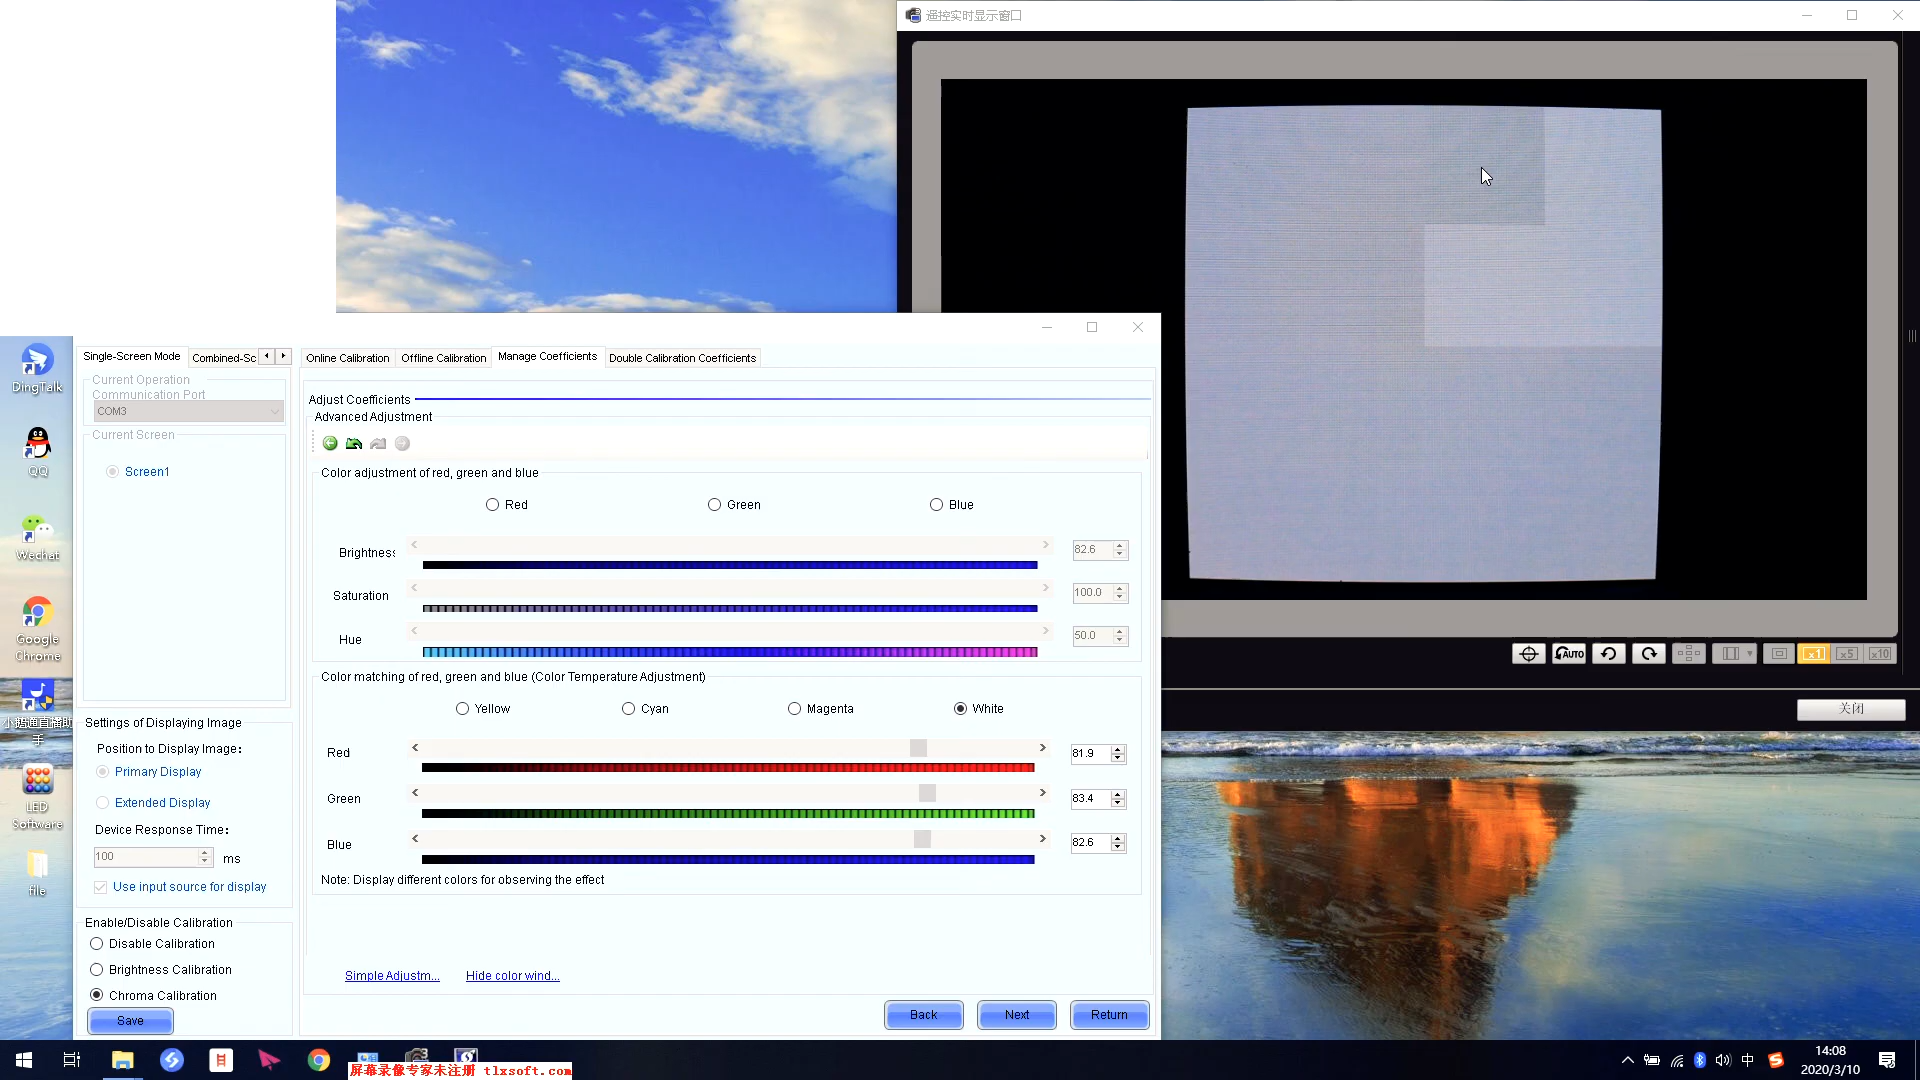 遥控实时显示窗口
AUTO
x1
x5
x10
关闭
DingTalk
QQ
Wechat
Google
Chrome
LED
Software
file
Single-Screen Mode
Combined-Sc
Current Operation
Communication Port
COM3
Current Screen
Screen1
Settings of Displaying Image
Position to Display Image:
Primary Display
Extended Display
Device Response Time:
100
ms
Use input source for display
Enable/Disable Calibration
Disable Calibration
Brightness Calibration
Chroma Calibration
Save
Online Calibration
Offline Calibration
Manage Coefficients
Double Calibration Coefficients
Adjust Coefficients
Advanced Adjustment
Color adjustment of red, green and blue
Red
Green
Blue
Brightness
82.6
Saturation
100.0
Hue
50.0
Color matching of red, green and blue (Color Temperature Adjustment)
Yellow
Cyan
Magenta
White
Red
81.9
Green
83.4
Blue
82.6
Note: Display different colors for observing the effect
Simple Adjustm...
Hide color wind...
Back
Next
Return
屏幕录像专家未注册 tlxsoft.com
中
14:08
2020/3/10